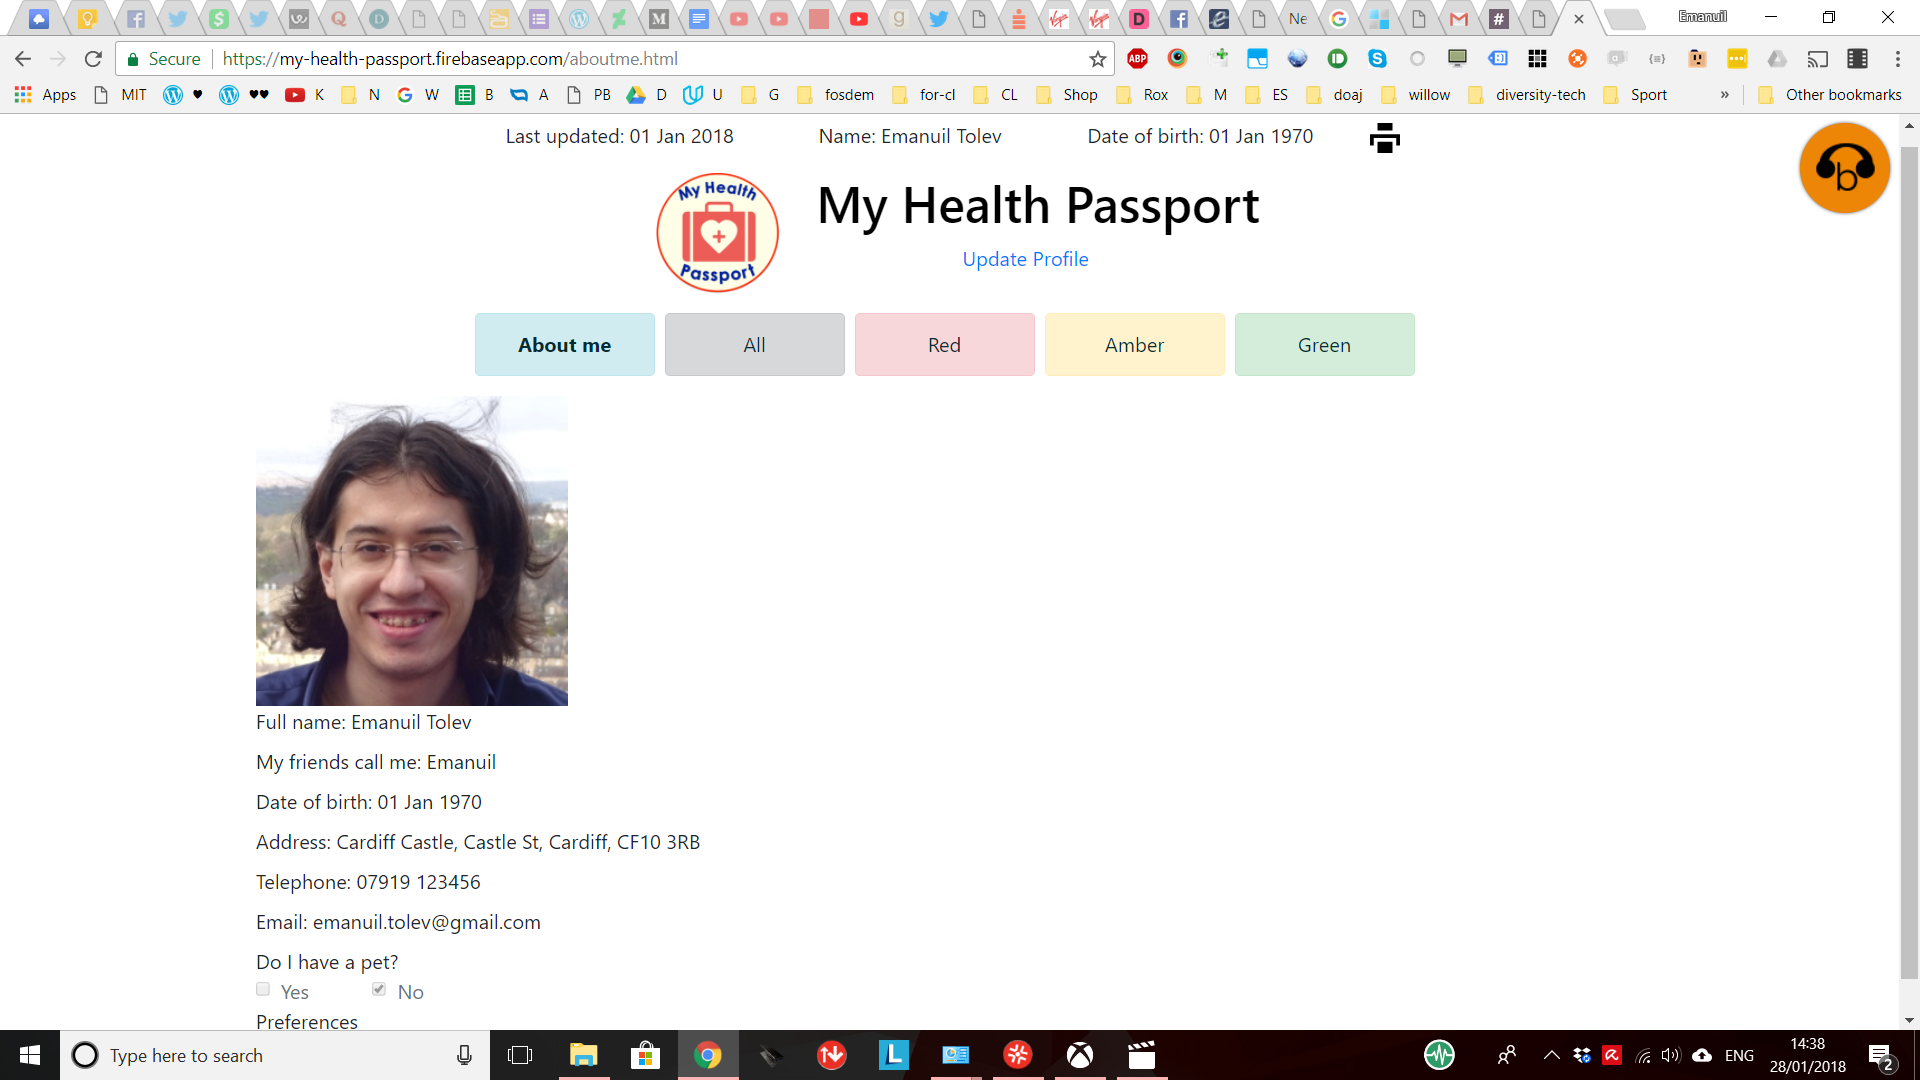 Ne
Emanuil
Secure
https://my-health-passport.firebaseapp.com/aboutme.html
Apps MIT ♥ ♥♥ K N W B A PB D U G fosdem for-cl CL Shop Rox M ES doaj willow diversity-tech Sport » Other bookmarks
Last updated: 01 Jan 2018 Name: Emanuil Tolev Date of birth: 01 Jan 1970
My Health
Passport
My Health Passport
Update Profile
About me All Red Amber Green
Full name: Emanuil Tolev
My friends call me: Emanuil
Date of birth: 01 Jan 1970
Address: Cardiff Castle, Castle St, Cardiff, CF10 3RB
Telephone: 07919 123456
Email: emanuil.tolev@gmail.com
Do I have a pet?
Yes No
Preferences
Type here to search
ENG
14:38
28/01/2018
2